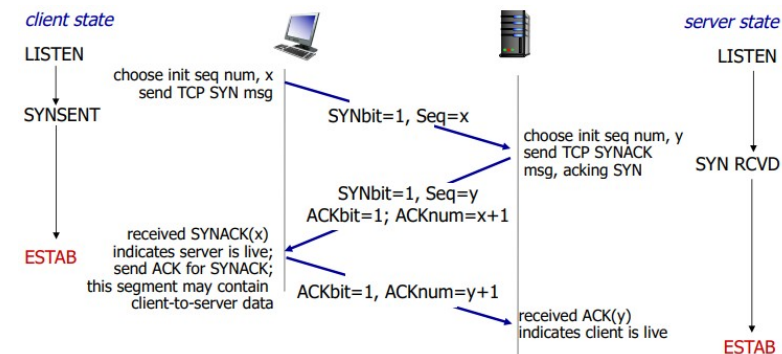 client state
server state
LISTEN
LISTEN
choose init seq num, x
send TCP SYN msg
SYNSENT
SYNbit=1, Seq=x
choose init seq num, y
send TCP SYNACK
msg, acking SYN
SYN RCVD
SYNbit=1, Seq=y
ACKbit=1; ACKnum=x+1
received SYNACK(x)
indicates server is live;
send ACK for SYNACK;
this segment may contain
client-to-server data
ESTAB
ACKbit=1, ACKnum=y+1
received ACK(y)
indicates client is live
ESTAB